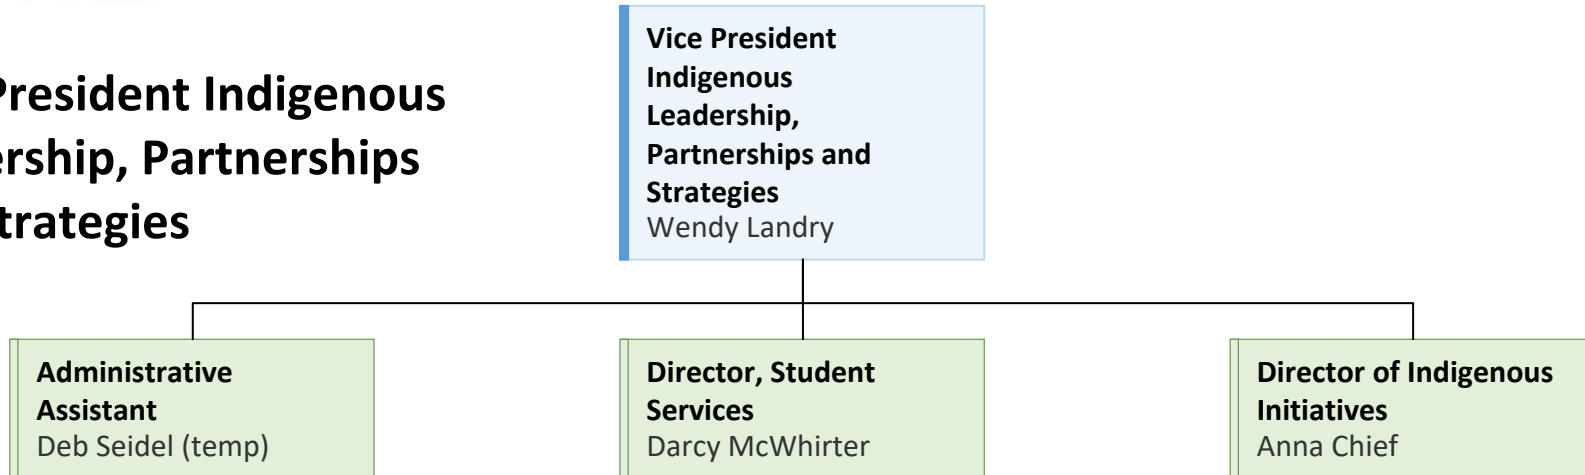 President Indigenous
ership, Partnerships
trategies
Vice President
Indigenous
Leadership,
Partnerships and
Strategies
Wendy Landry
Administrative
Assistant
Deb Seidel (temp)
Director, Student
Services
Darcy McWhirter
Director of Indigenous
Initiatives
Anna Chief